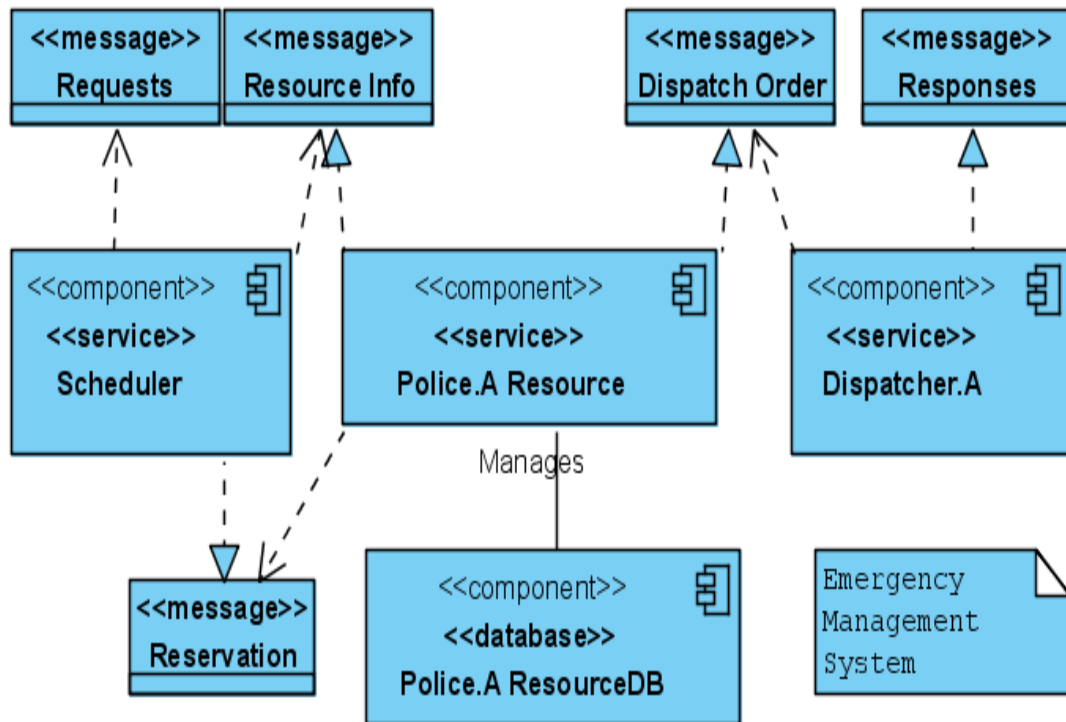 <<message>>
Requests
<<message>>
Resource Info
<<message>>
Dispatch Order
<<message>>
Responses
<<component>>
<<service>>
Scheduler
<<component>>
<<service>>
Police.A Resource
<<component>>
<<service>>
Dispatcher.A
Manages
<<message>>
Reservation
<<component>>
<<database>>
Police.A ResourceDB
Emergency
Management
System